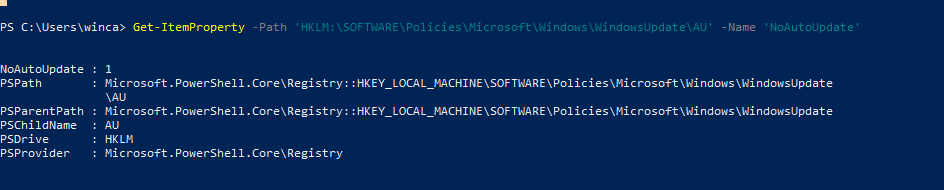 PS C:\Users\winca> Get-ItemProperty -Path 'HKLM:\SOFTWARE\Policies\Microsoft\Windows\WindowsUpdate\AU' -Name 'NoAutoUpdate'
NoAutoUpdate : 1
PSPath       : Microsoft.PowerShell.Core\Registry::HKEY_LOCAL_MACHINE\SOFTWARE\Policies\Microsoft\Windows\WindowsUpdate
               \AU
PSParentPath : Microsoft.PowerShell.Core\Registry::HKEY_LOCAL_MACHINE\SOFTWARE\Policies\Microsoft\Windows\WindowsUpdate
PSChildName  : AU
PSDrive      : HKLM
PSProvider   : Microsoft.PowerShell.Core\Registry